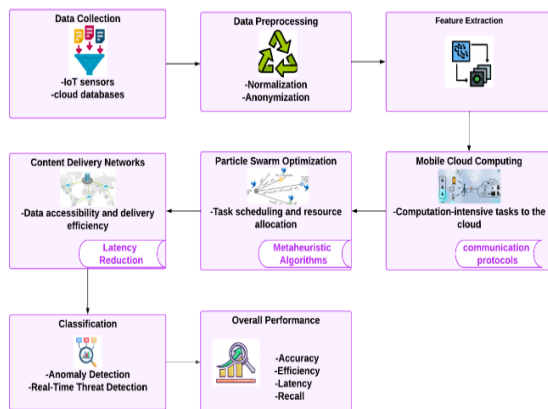 Data Collection
-IoT sensors
-cloud databases
Data Preprocessing
-Normalization
-Anonymization
Feature Extraction
Content Delivery Networks
-Data accessibility and delivery
efficiency
Latency
Reduction
Particle Swarm Optimization
-Task scheduling and resource
allocation
Metaheuristic
Algorithms
Mobile Cloud Computing
-Computation-intensive tasks to the
cloud
communication
protocols
Classification
-Anomaly Detection
-Real-Time Threat Detection
Overall Performance
-Accuracy
-Efficiency
-Latency
-Recall